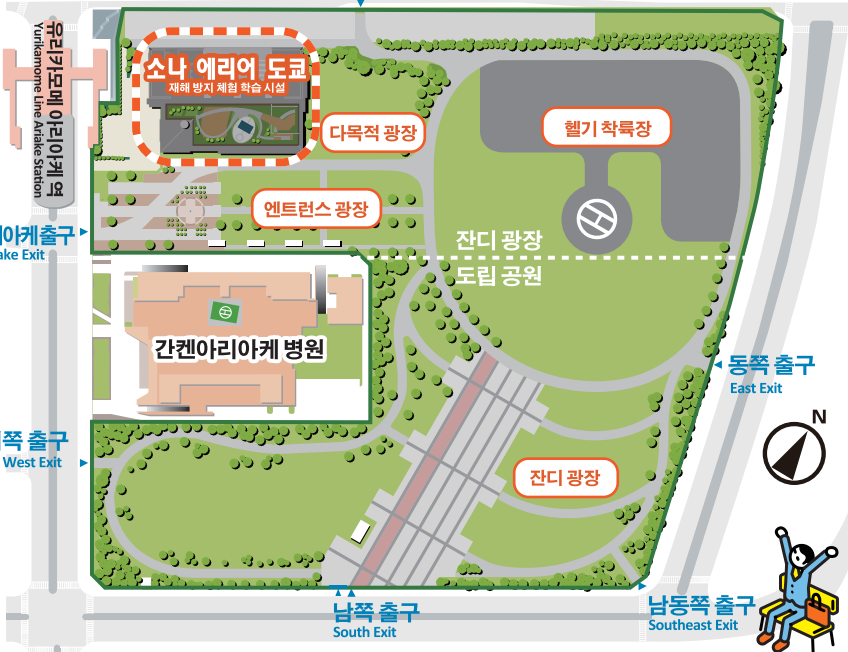 유리카모메 아리아케 역
Yurikamome Line Ariake Station
소나 에리어 도쿄
재해 방지 체험 학습 시설
다목적 광장
헬기 착륙장
엔트런스 광장
잔디 광장
도립 공원
아케출구
ake Exit
간켄아리아케 병원
동쪽 출구
East Exit
쪽 출구
West Exit
잔디 광장
N
남쪽 출구
South Exit
남동쪽 출구
Southeast Exit